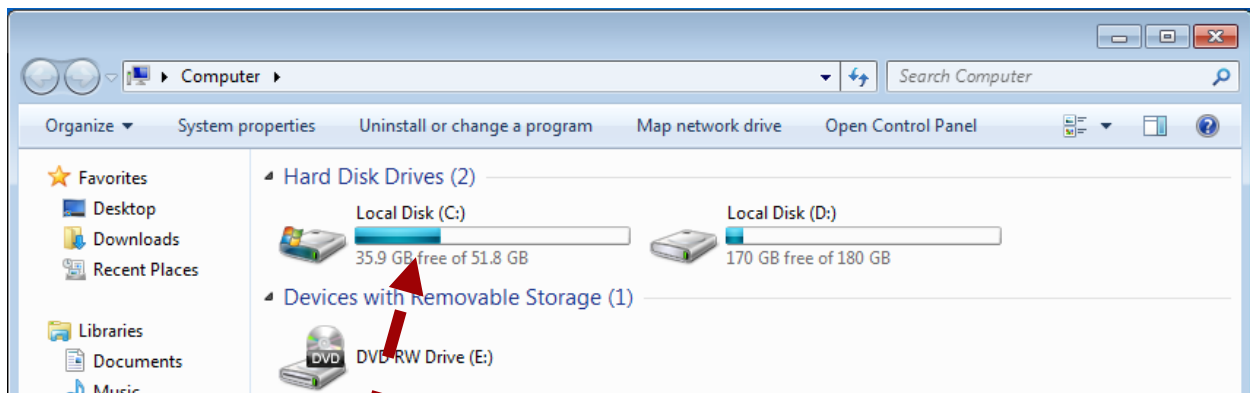 Computer
Search Computer
Organize System properties Uninstall or change a program Map network drive Open Control Panel
Favorites
Desktop
Downloads
Recent Places
Libraries
Documents
Music
Hard Disk Drives (2)
Local Disk (C:)
35.9 GB free of 51.8 GB
Local Disk (D:)
170 GB free of 180 GB
Devices with Removable Storage (1)
DVD
DVD RW Drive (E:)